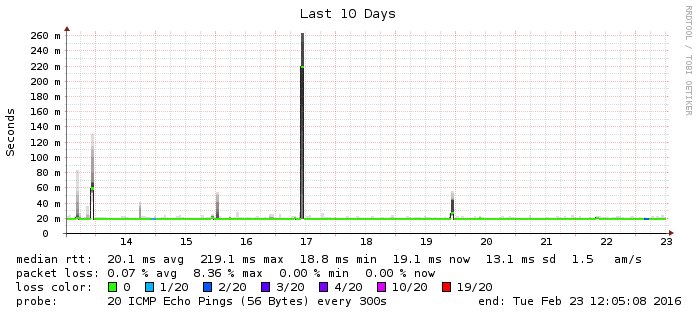 Last 10 Days
RRDTOOL / TOBI OETIKER
Seconds
260 m
240 m
220 m
200 m
180 m
160 m
140 m
120 m
100 m
80 m
60 m
40 m
20 m
0
14 15 16 17 18 19 20 21 22 23
median rtt: 20.1 ms avg 219.1 ms max 18.8 ms min 19.1 ms now 13.1 ms sd 1.5 am/s
packet loss: 0.07 % avg 8.36 % max 0.00 % min 0.00 % now
loss color: 0 1/20 2/20 3/20 4/20 10/20 19/20
probe: 20 ICMP Echo Pings (56 Bytes) every 300s end: Tue Feb 23 12:05:08 2016